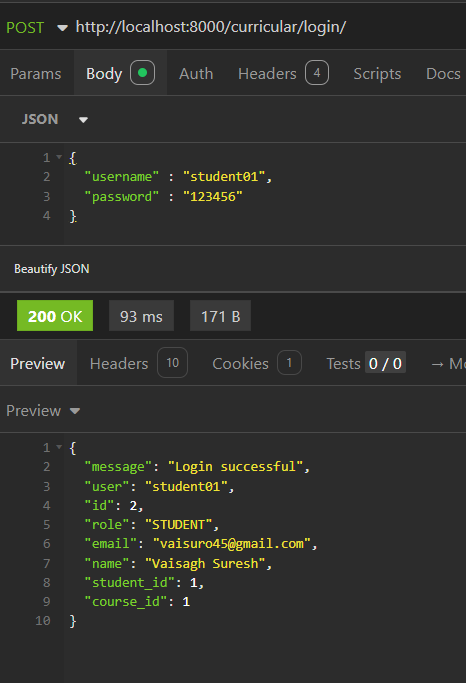 POST http://localhost:8000/curricular/login/
Params Body Auth Headers 4 Scripts Docs
JSON
1 {
2 "username" : "student01",
3 "password" : "123456"
4 }
Beautify JSON
200 OK 93 ms 171 B
Preview Headers 10 Cookies 1 Tests 0 / 0 → Mo
Preview
1 {
2 "message": "Login successful",
3 "user": "student01",
4 "id": 2,
5 "role": "STUDENT",
6 "email": "vaisuro45@gmail.com",
7 "name": "Vaisagh Suresh",
8 "student_id": 1,
9 "course_id": 1
10 }